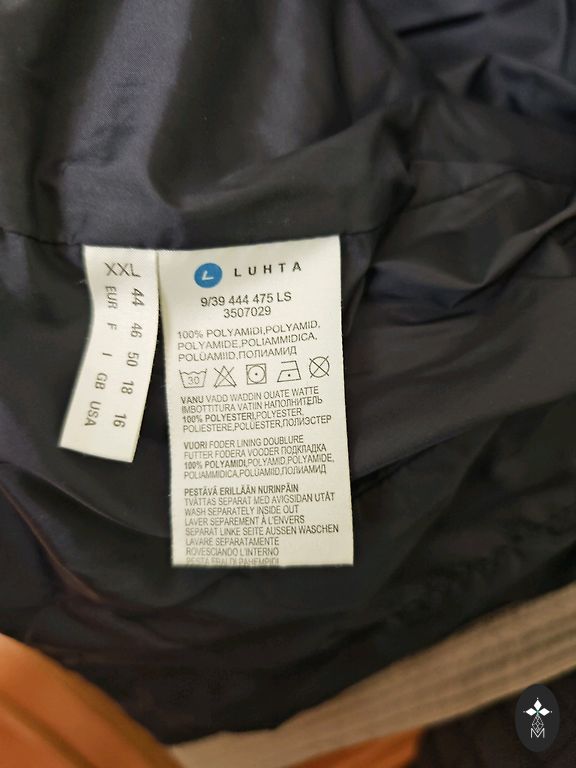 XXL
EUR 44
F 46
I 50
GB 18
USA 16
LUHTA
9/39 444 475 LS
3507029
100% POLYAMIDI,POLYAMID,
POLYAMIDE,POLIAMMIDICA,
POLÜAMIID,ПОЛИАМИД
30
VANU VADD WADDIN OUATE WATTE
IMBOTTITURA VATIIN НАПОЛНИТЕЛЬ
100% POLYESTERI,POLYESTER,
POLIESTERE,POLUESTER,ПОЛИЭСТЕР
VUORI FODER LINING DOUBLURE
FUTTER FODERA VOODER ПОДКЛАДКА
100% POLYAMIDI,POLYAMID,POLYAMIDE,
POLIAMMIDICA,POLÜAMIID,ПОЛИАМИД
PESTÄVÄ ERILLÄÄN NURINPÄIN
TVÄTTAS SEPARAT MED AVIGSIDAN UTÅT
WASH SEPARATELY INSIDE OUT
LAVER SEPAREMENT À L'ENVERS
SEPARAT LINKE SEITE AUSSEN WASCHEN
LAVARE SEPARATAMENTE
ROVESCIANDO L'INTERNO
PESTA ERALDI PAHEMPIDI
M